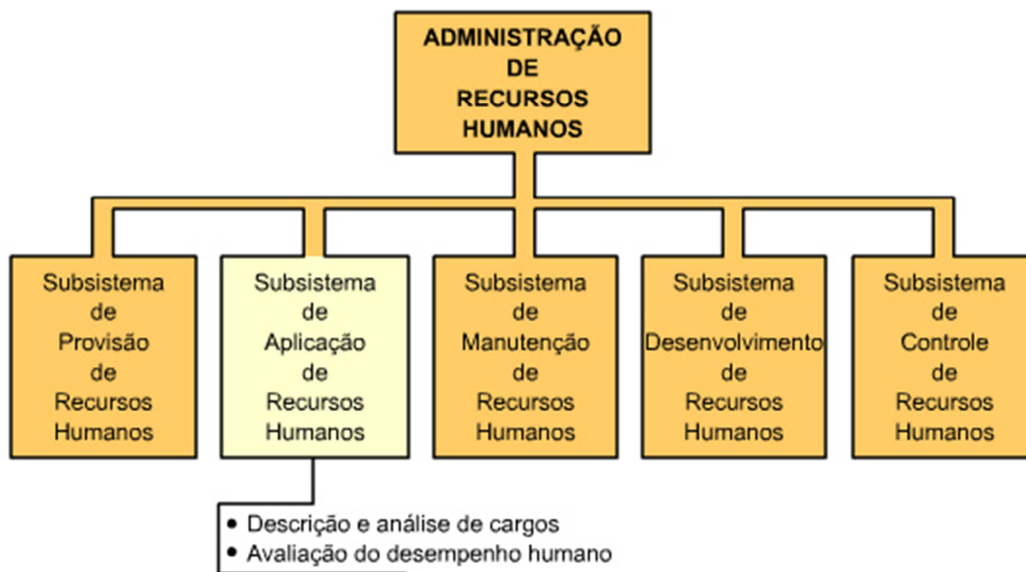 ADMINISTRAÇÃO
DE
RECURSOS
HUMANOS
Subsistema
de
Provisão
de
Recursos
Humanos
Subsistema
de
Aplicação
de
Recursos
Humanos
Subsistema
de
Manutenção
de
Recursos
Humanos
Subsistema
de
Desenvolvimento
de
Recursos
Humanos
Subsistema
de
Controle
de
Recursos
Humanos
• Descrição e análise de cargos
• Avaliação do desempenho humano